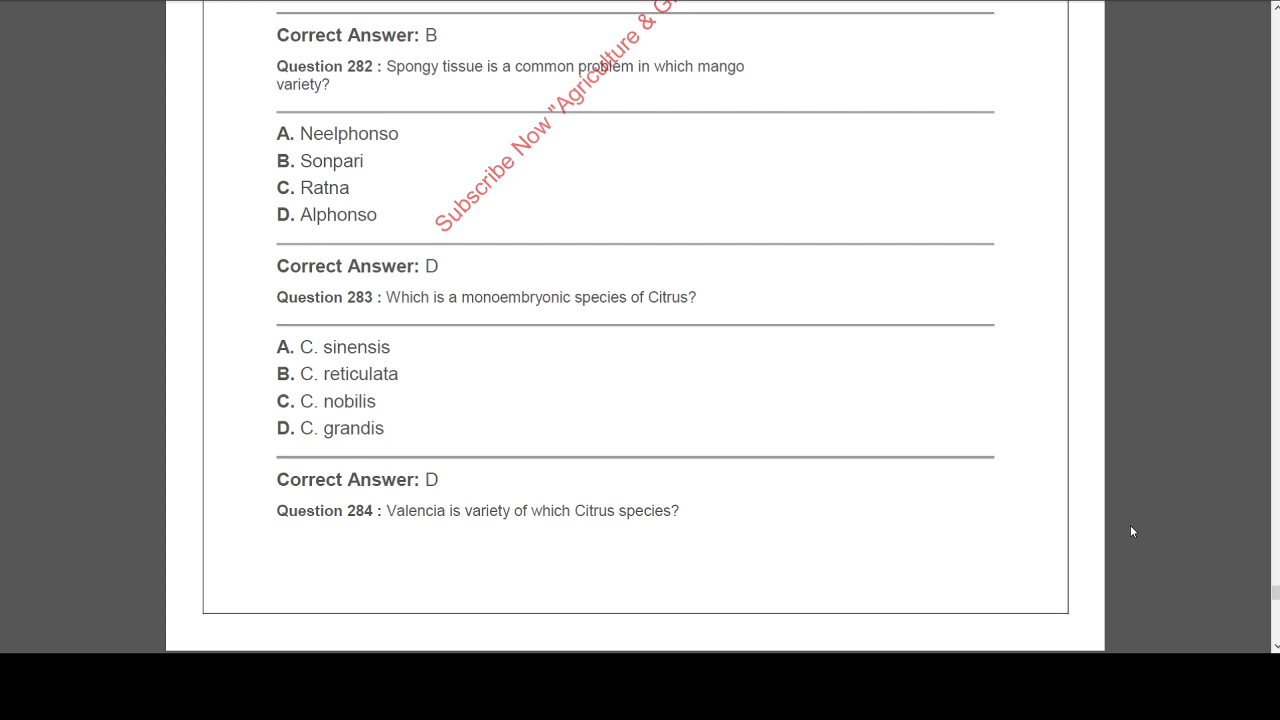 Correct Answer: B
Question 282 : Spongy tissue is a common problem in which mango
variety?
A. Neelphonso
B. Sonpari
C. Ratna
D. Alphonso
Subscribe Now "Agriculture & G
Correct Answer: D
Question 283 : Which is a monoembryonic species of Citrus?
A. C. sinensis
B. C. reticulata
C. C. nobilis
D. C. grandis
Correct Answer: D
Question 284 : Valencia is variety of which Citrus species?